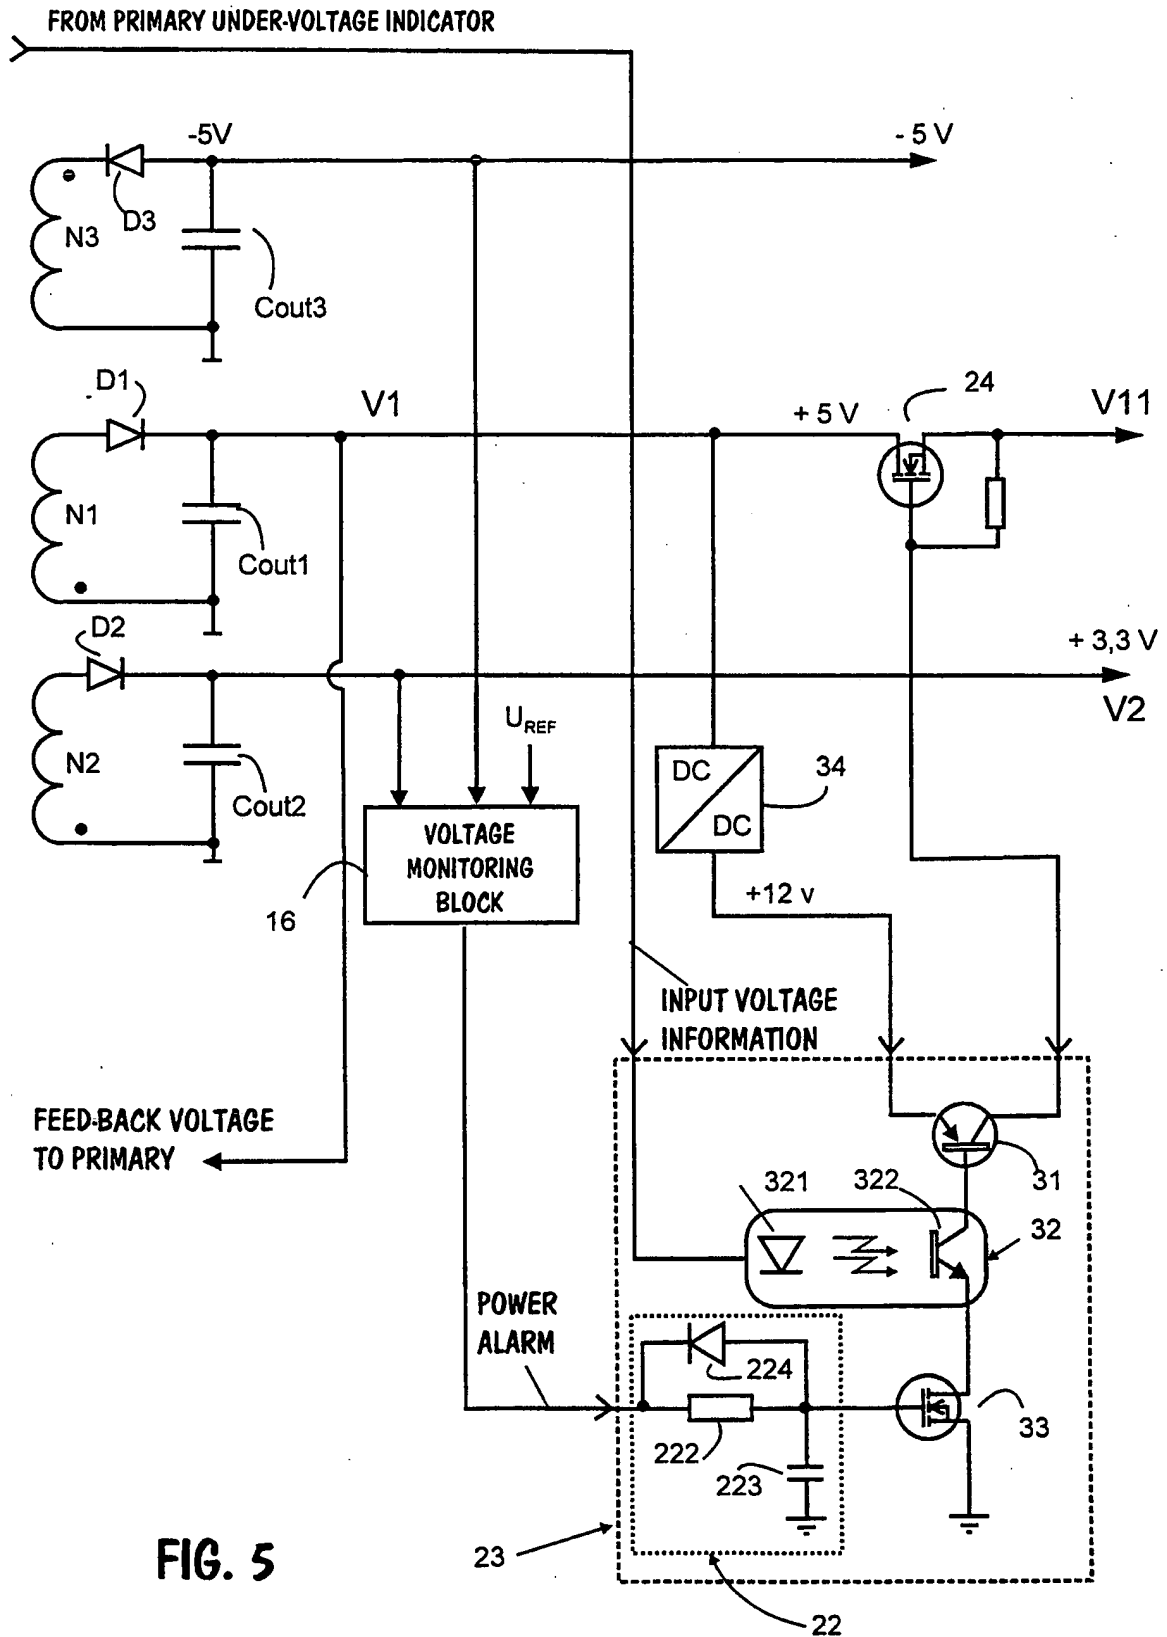 FROM PRIMARY UNDER-VOLTAGE INDICATOR
-5V
- 5 V
D3
N3
Cout3
D1
V1
+ 5 V
24
V11
N1
Cout1
D2
+ 3,3 V
V2
UREF
N2
Cout2
DC
DC
34
VOLTAGE
MONITORING
BLOCK
16
+12 v
INPUT VOLTAGE
INFORMATION
FEED-BACK VOLTAGE
TO PRIMARY
31
321
322
32
POWER
ALARM
224
222
223
33
23
22
FIG. 5